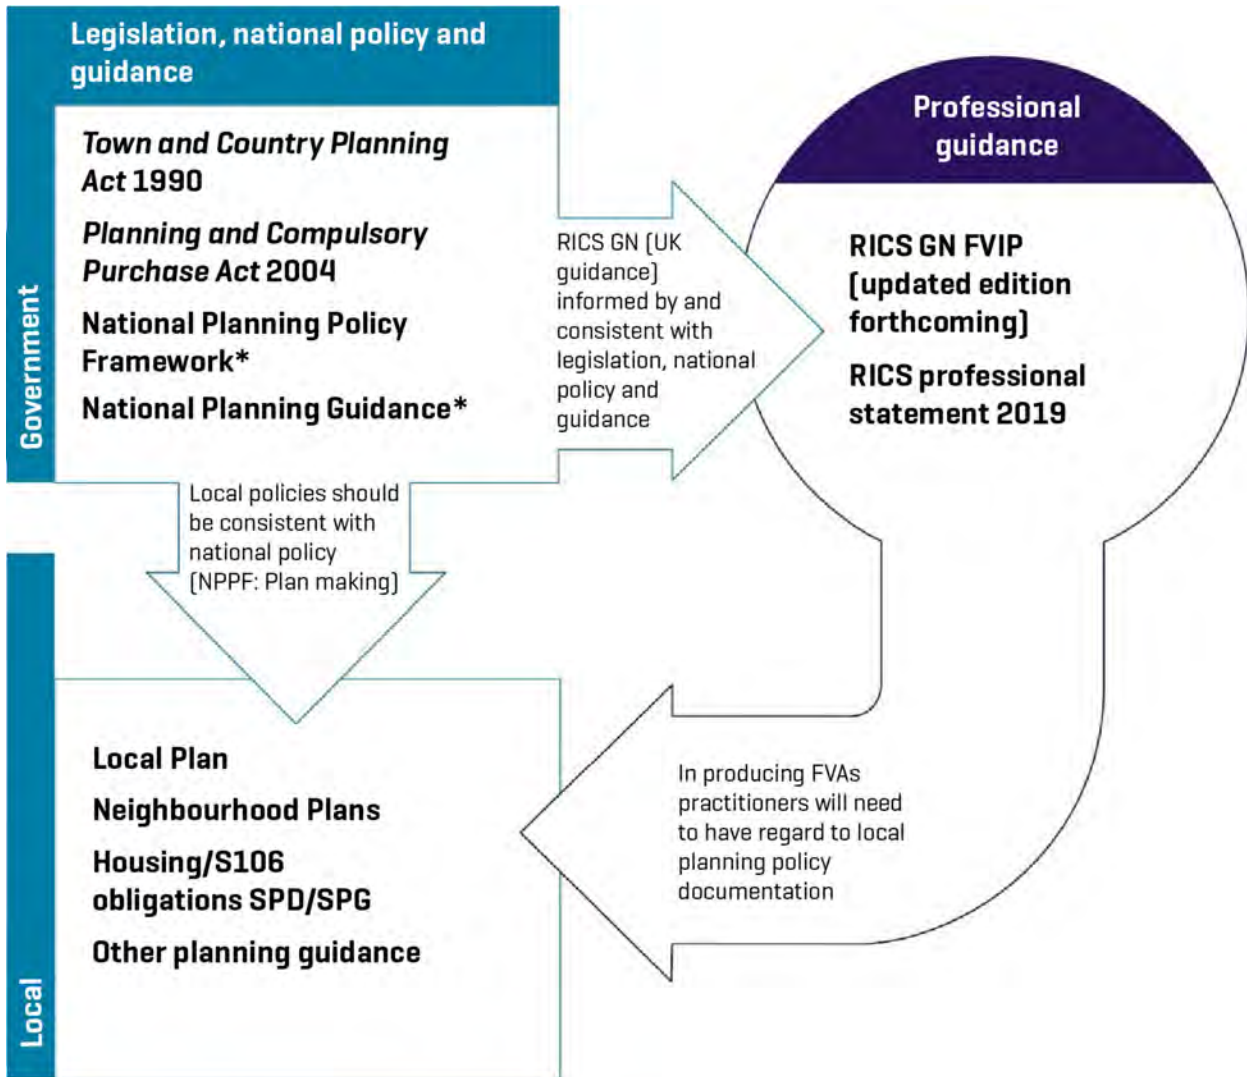 Legislation, national policy and
guidance
Government
Town and Country Planning
Act 1990
Planning and Compulsory
Purchase Act 2004
National Planning Policy
Framework*
National Planning Guidance*
RICS GN (UK
guidance)
informed by and
consistent with
legislation, national
policy and
guidance
Professional
guidance
RICS GN FVIP
(updated edition
forthcoming)
RICS professional
statement 2019
Local policies should
be consistent with
national policy
(NPPF: Plan making)
Local
Local Plan
Neighbourhood Plans
Housing/S106
obligations SPD/SPG
Other planning guidance
In producing FVAs
practitioners will need
to have regard to local
planning policy
documentation